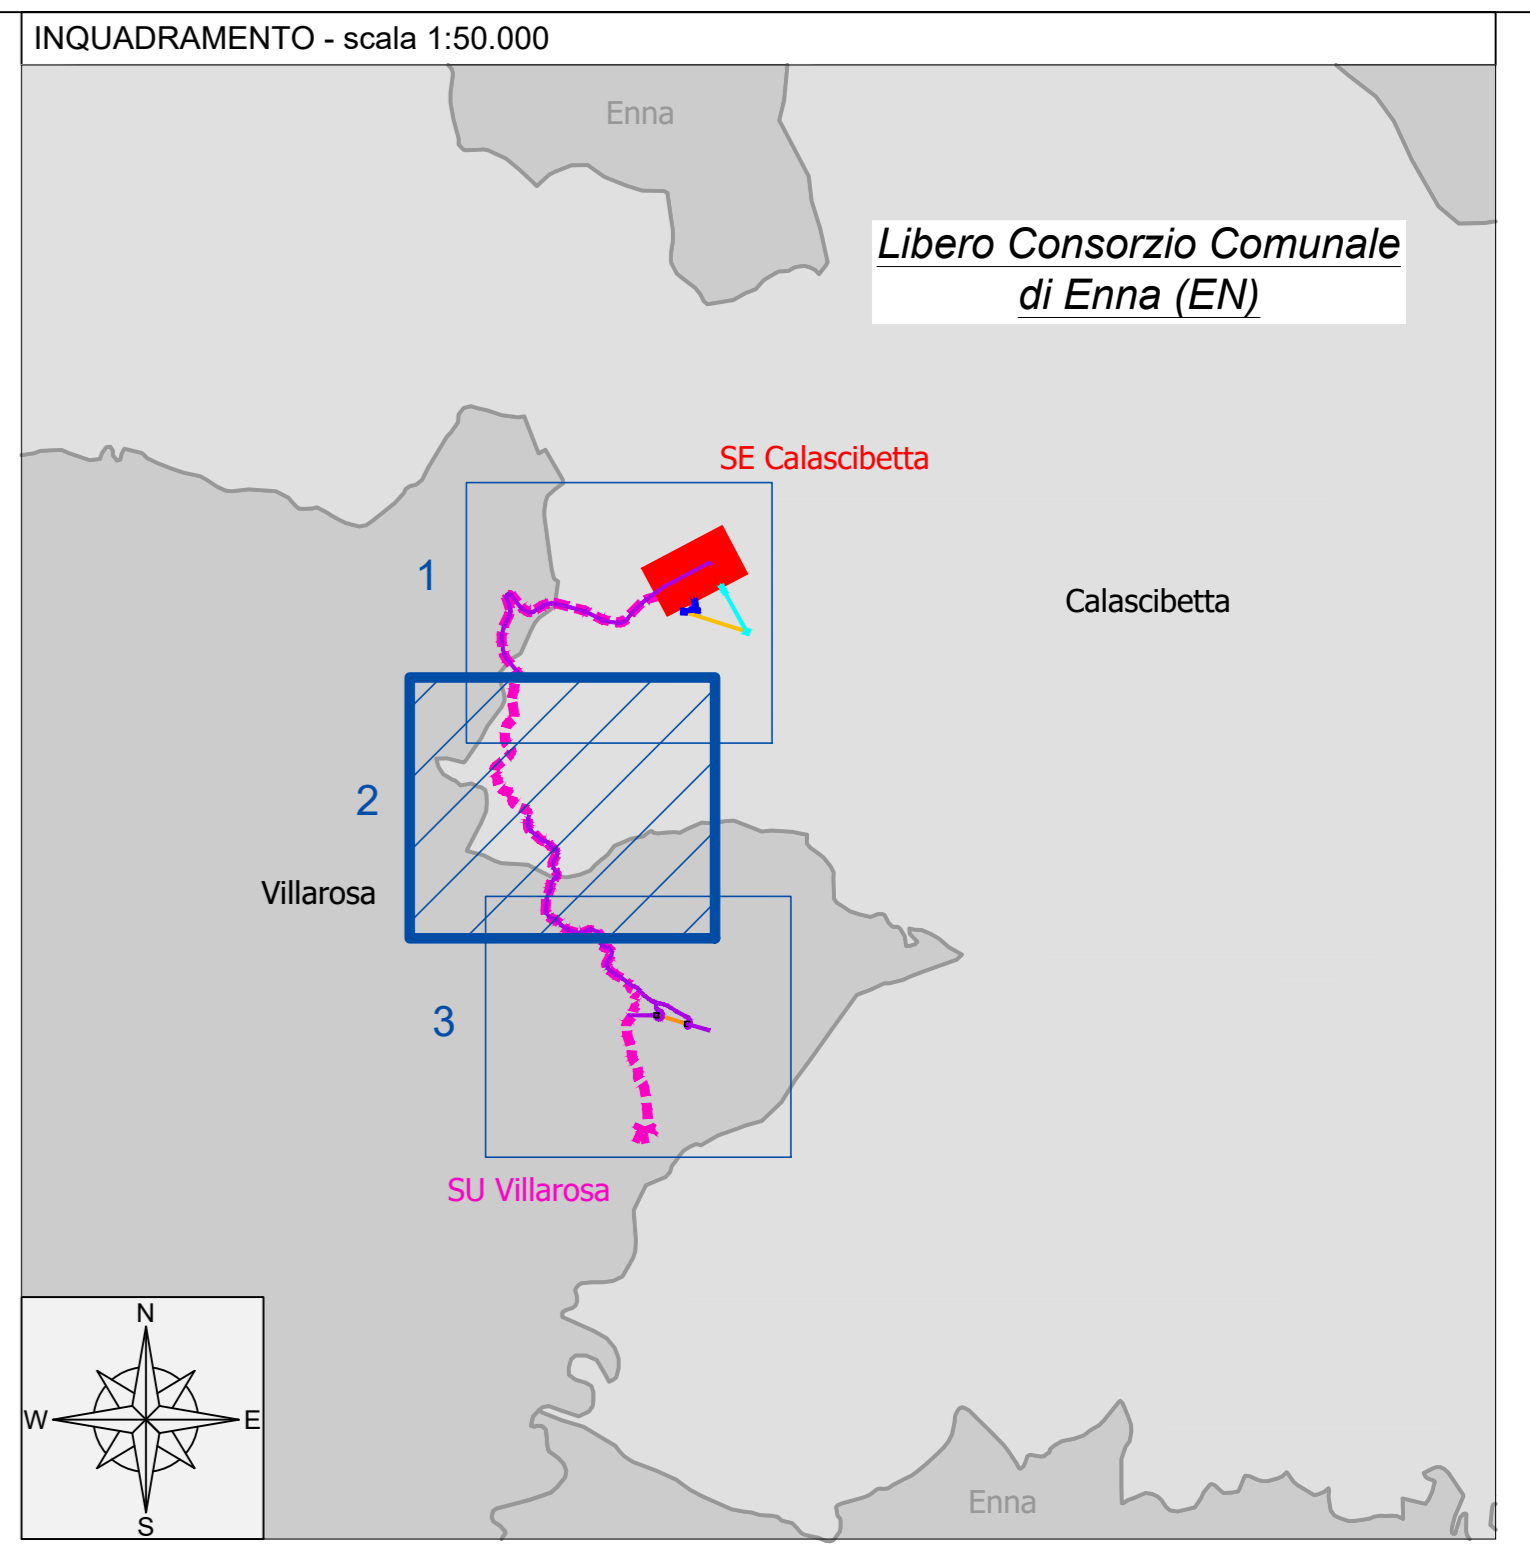 INQUADRAMENTO - scala 1:50.000
Enna
Libero Consorzio Comunale
di Enna (EN)
SE Calascibetta
1
Calascibetta
2
Villarosa
3
SU Villarosa
N
W
E
S
Enna